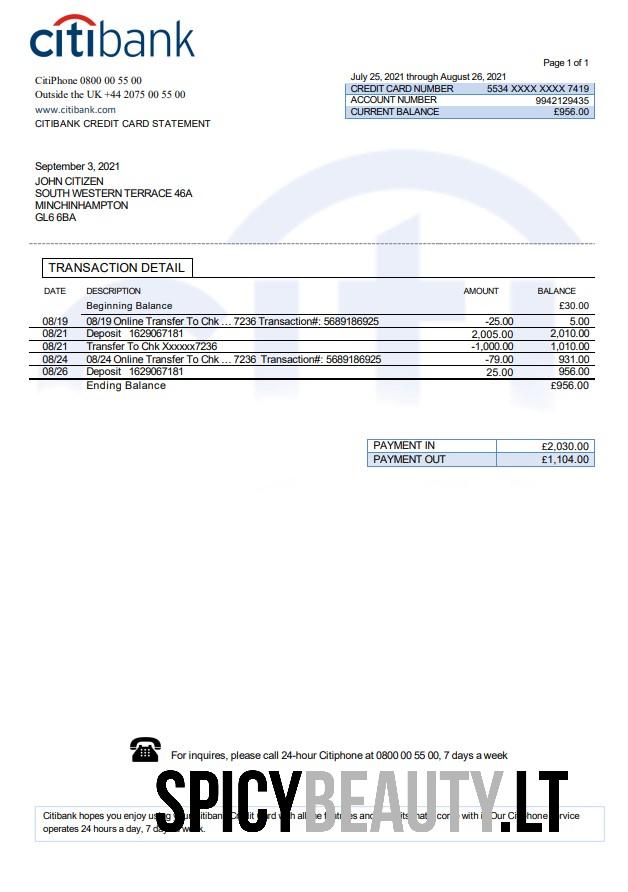 citibank
Page 1 of 1
CitiPhone 0800 00 55 00
Outside the UK +44 2075 00 55 00
www.citibank.com
CITIBANK CREDIT CARD STATEMENT
July 25, 2021 through August 26, 2021
CREDIT CARD NUMBER 5534 XXXX XXXX 7419
ACCOUNT NUMBER 9942129435
CURRENT BALANCE £956.00
September 3, 2021
JOHN CITIZEN
SOUTH WESTERN TERRACE 46A
MINCHINHAMPTON
GL6 6BA
citi
TRANSACTION DETAIL
DATE DESCRIPTION AMOUNT BALANCE
Beginning Balance £30.00
08/19 08/19 Online Transfer To Chk ... 7236 Transaction#: 5689186925 -25.00 5.00
08/21 Deposit 1629067181 2,005.00 2,010.00
08/21 Transfer To Chk Xxxxxx7236 -1,000.00 1,010.00
08/24 08/24 Online Transfer To Chk ... 7236 Transaction#: 5689186925 -79.00 931.00
08/26 Deposit 1629067181 25.00 956.00
Ending Balance £956.00
PAYMENT IN £2,030.00
PAYMENT OUT £1,104.00
For inquires, please call 24-hour Citiphone at 0800 00 55 00, 7 days a week
SPICYBEAUTY.LT
Citibank hopes you enjoy using your Citibank Credit Card with all the features and come with it. Our Citiphone service
operates 24 hours a day, 7 days a week.